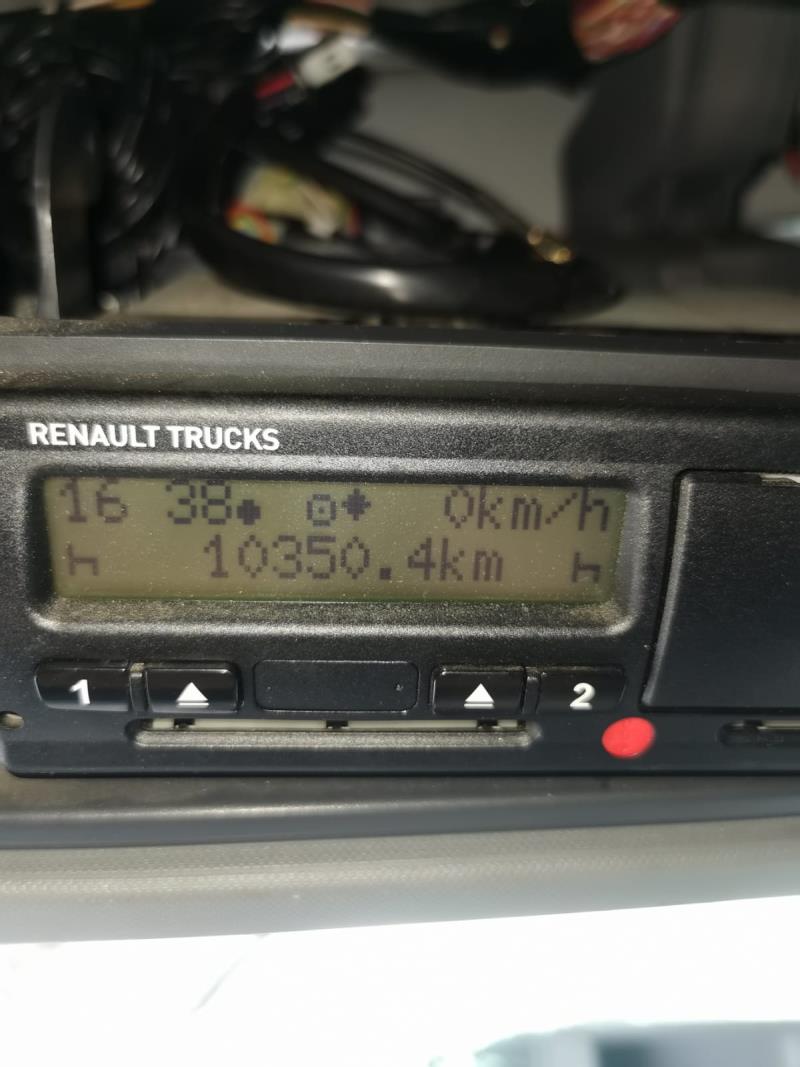 RENAULT TRUCKS
16 38 0km/h
10350.4km
1 2